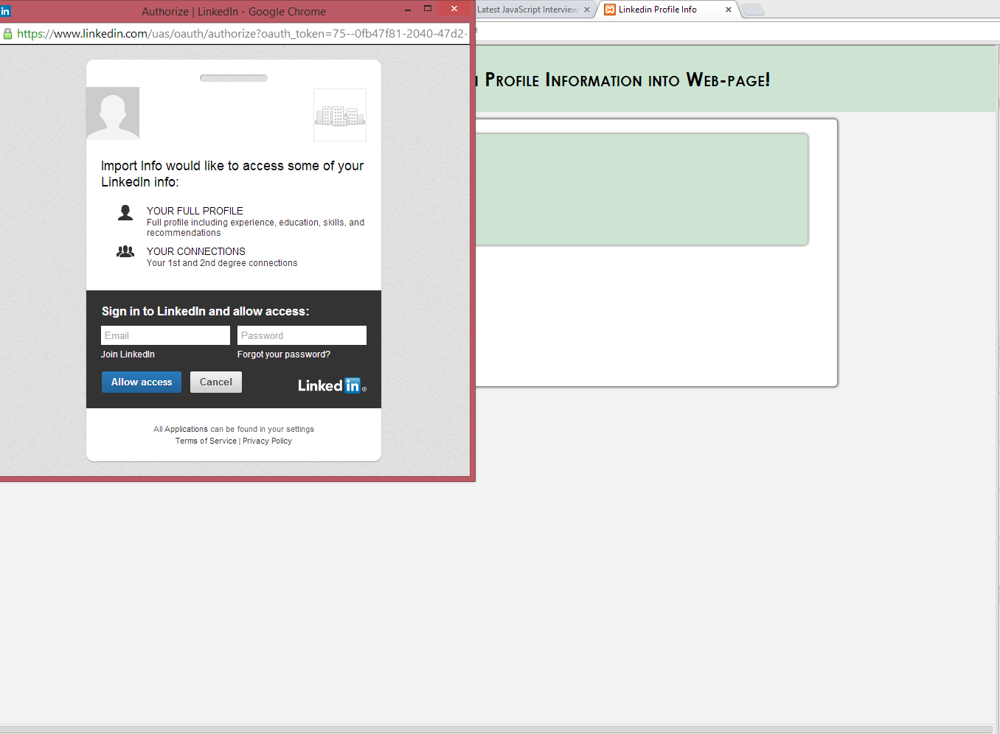 Authorize | LinkedIn - Google Chrome
https://www.linkedin.com/uas/oauth/authorize?oauth_token=75--0fb47f81-2040-47d2-
Latest JavaScript Interview
Linkedin Profile Info
Profile Information into Web-page!
Import Info would like to access some of your
LinkedIn info:
YOUR FULL PROFILE
Full profile including experience, education, skills, and
recommendations
YOUR CONNECTIONS
Your 1st and 2nd degree connections
Sign in to LinkedIn and allow access:
Email
Password
Join LinkedIn
Forgot your password?
Allow access
Cancel
Linked in ®
All Applications can be found in your settings
Terms of Service | Privacy Policy